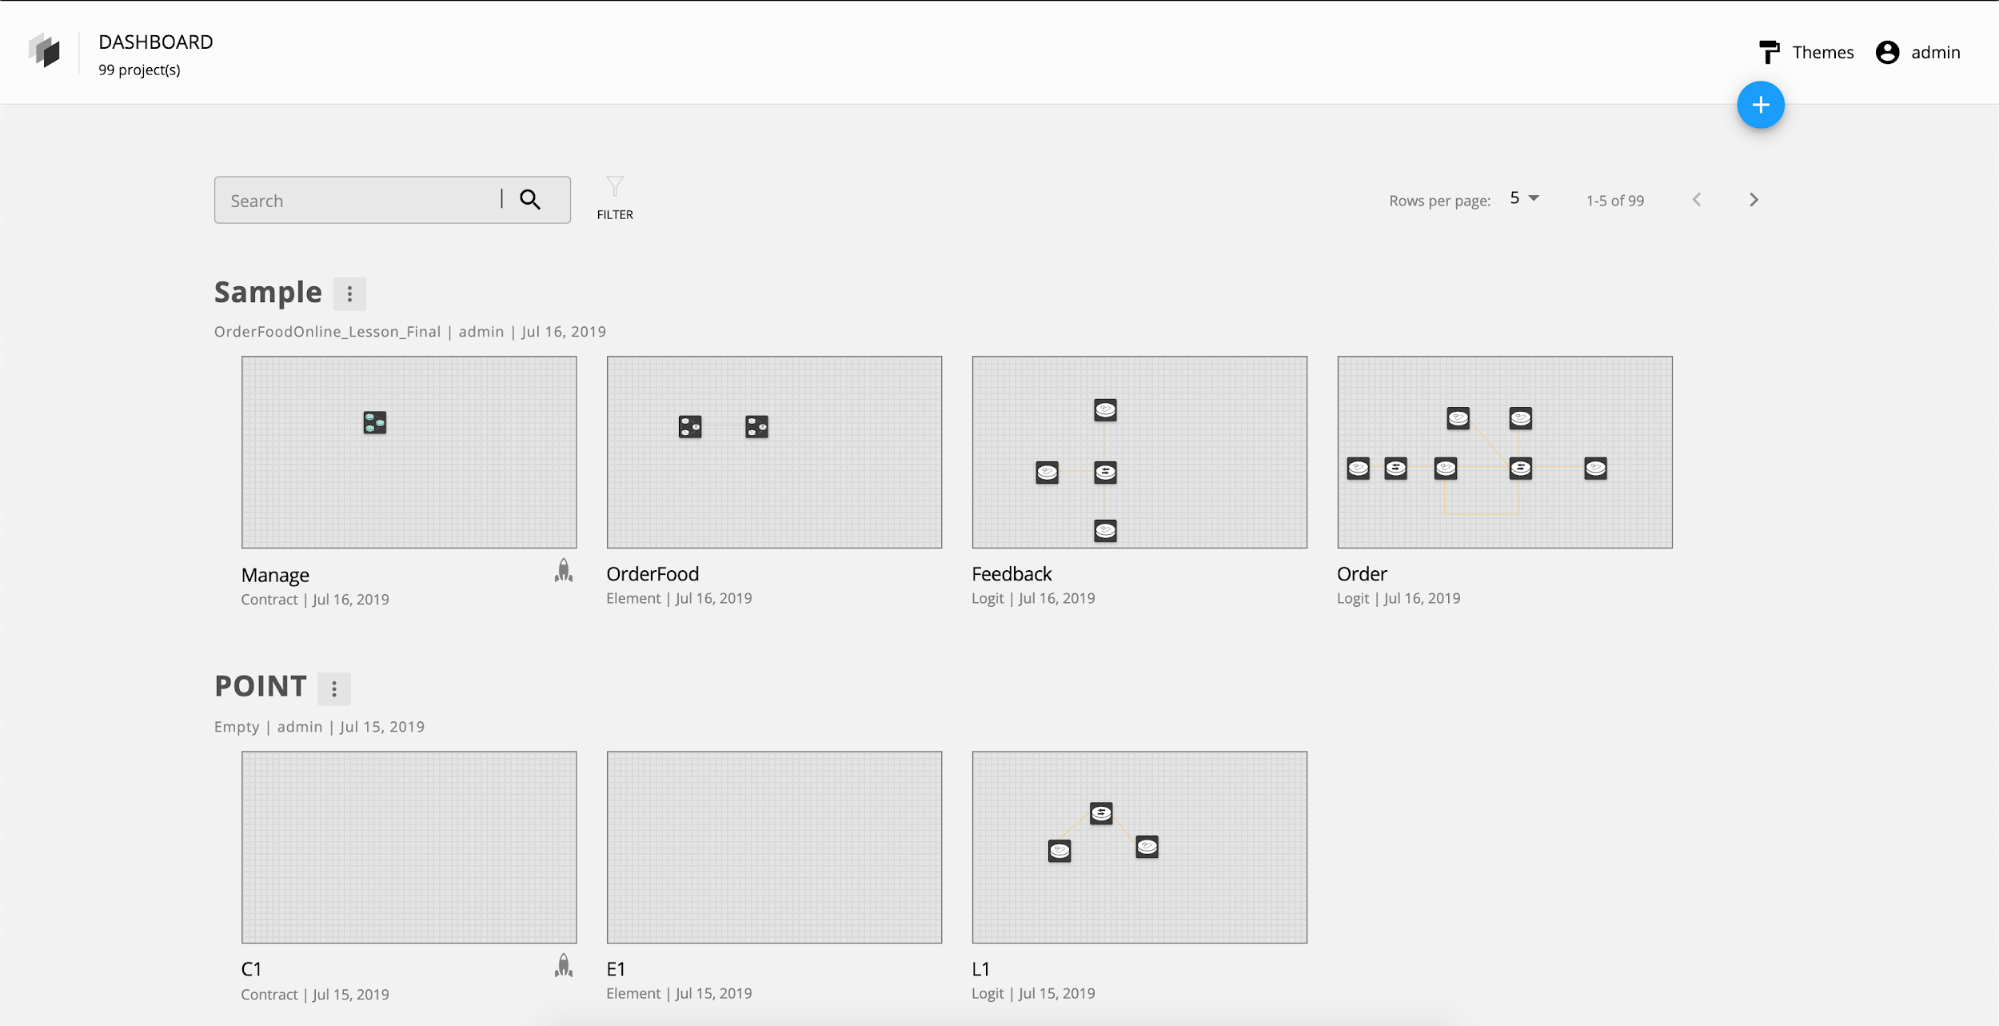 DASHBOARD
99 project(s)
Themes
admin
Search
FILTER
Rows per page:
5
1-5 of 99
Sample
OrderFoodOnline_Lesson_Final | admin | Jul 16, 2019
Manage
Contract | Jul 16, 2019
OrderFood
Element | Jul 16, 2019
Feedback
Logit | Jul 16, 2019
Order
Logit | Jul 16, 2019
POINT
Empty | admin | Jul 15, 2019
C1
Contract | Jul 15, 2019
E1
Element | Jul 15, 2019
L1
Logit | Jul 15, 2019